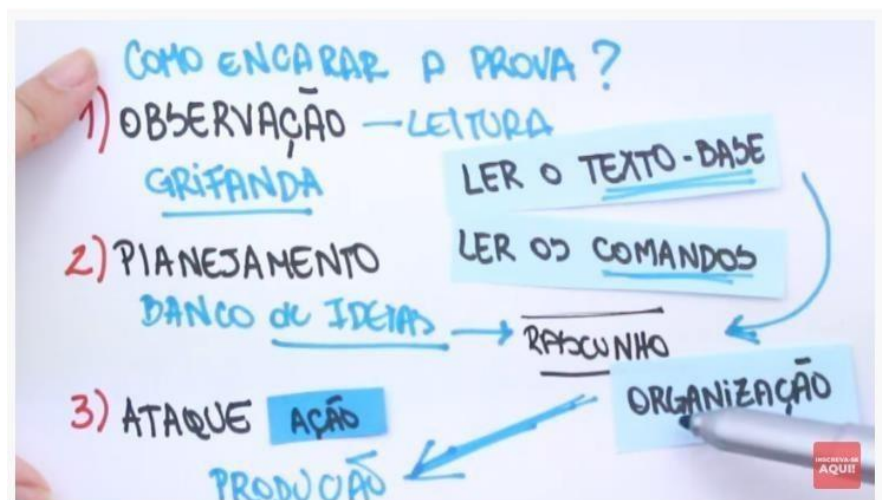 COMO ENCARAR A PROVA?
1) OBSERVAÇÃO — LEITURA
GRIFANDA
LER O TEXTO-BASE
2) PLANEJAMENTO
LER OS COMANDOS
BANCO de IDEIAS → RASCUNHO
3) ATAQUE AÇÃO
ORGANIZAÇÃO
PRODUÇÃO
INSCREVA-SE
AQUI!